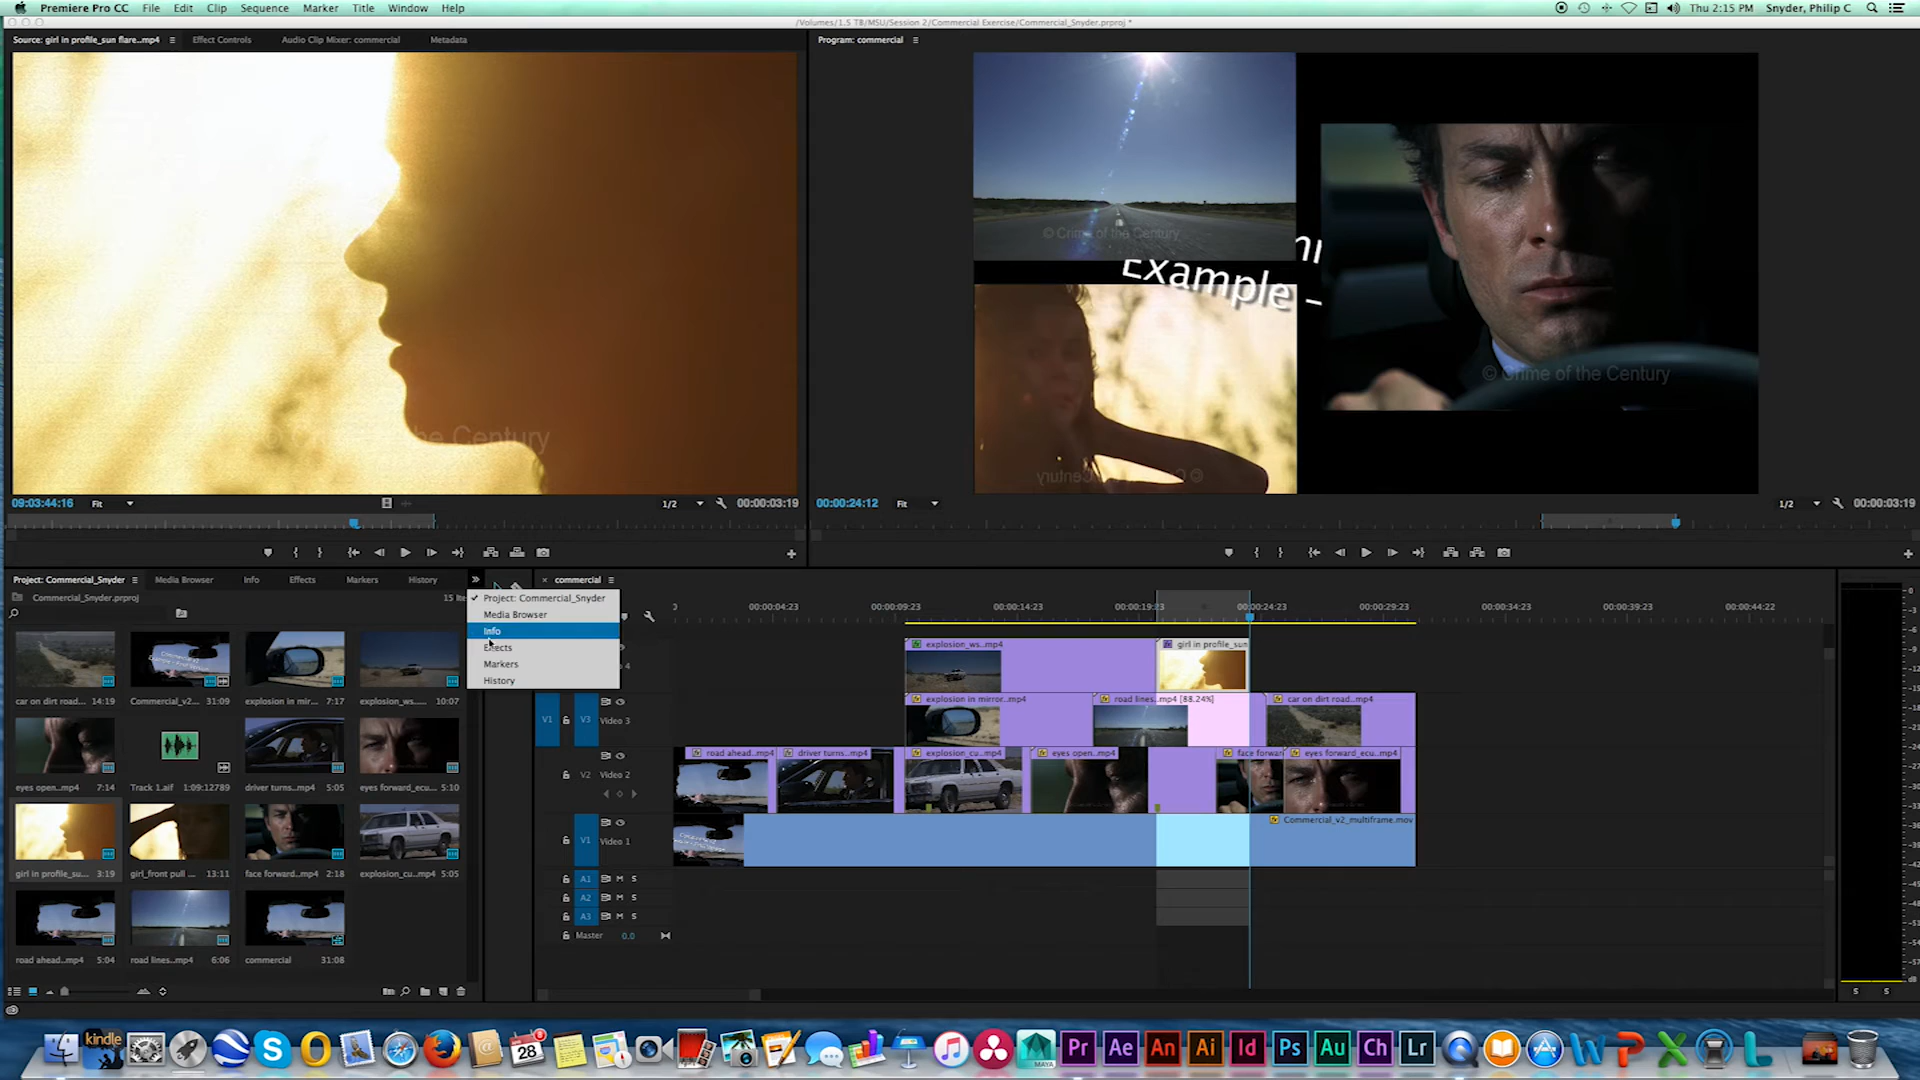 Premiere Pro CC File Edit Clip Sequence Marker Title Window Help
Thu 2:15 PM Snyder, Philip C
/Volumes/1.5 TB/MSU/Session 2/Commercial Exercise/Commercial_Snyder.prproj *
Source: girl in profile_sun flare...mp4 Effect Controls Audio Clip Mixer: commercial Metadata
Program: commercial
© Crime of the Century
Example –
© Crime of the Century
the Century
09:03:44:16 Fit 1/2 00:00:03:19
00:00:24:12 Fit 1/2 00:00:03:19
Project: Commercial_Snyder Media Browser Info Effects Markers History
commercial
Commercial_Snyder.prproj
Project: Commercial_Snyder
Media Browser
Info
Effects
Markers
History
00:00:04:23 00:00:09:23 00:00:14:23 00:00:19:23 00:00:24:23 00:00:29:23 00:00:34:23 00:00:39:23 00:00:44:22
car on dirt road... 14:19 Commercial_v2... 31:09 explosion in mir... 7:17 explosion_ws.... 10:07
eyes open...mp4 7:14 Track 1.aif 1:09:12789 driver turns...mp4 5:05 eyes forward_ecu... 5:10
girl in profile_su... 3:19 girl_front pull ... 13:11 face forward... 2:18 explosion_cu...mp4 5:05
road ahead..mp4 5:04 road lines..mp4 6:06 commercial 31:08
explosion_ws..mp4 girl in profile_sun
V1 V3 Video 3
explosion in mirror...mp4 road lines..mp4 [88.24%] car on dirt road...mp4
V2 Video 2
road ahead..mp4 driver turns...mp4 explosion_cu...mp4 eyes open...mp4 face forward eyes forward_ecu...mp4
V1 Video 1
Commercial_v2_multiframe.mov
A1 M S
A2 M S
A3 M S
Master 0.0
S S
kindle
28
MAYA
Pr Ae An Ai Id Ps Au Ch Lr